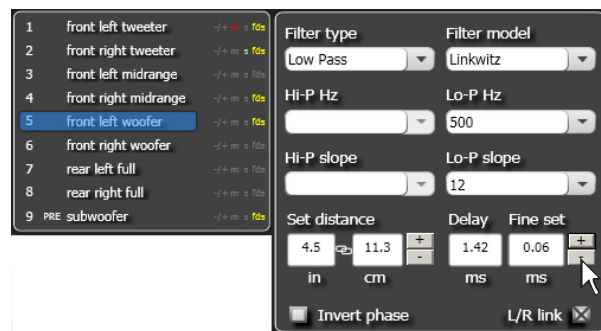 1 front left tweeter -/+ m s fds
2 front right tweeter -/+ m s fds
3 front left midrange -/+ m s fds
4 front right midrange -/+ m s fds
5 front left woofer -/+ m s fds
6 front right woofer -/+ m s fds
7 rear left full -/+ m s fds
8 rear right full -/+ m s fds
9 PRE subwoofer -/+ m s fds
Filter type Filter model
Low Pass Linkwitz
Hi-P Hz Lo-P Hz
500
Hi-P slope Lo-P slope
12
Set distance Delay Fine set
4.5 11.3 + - 1.42 0.06 + -
in cm ms ms
Invert phase L/R link